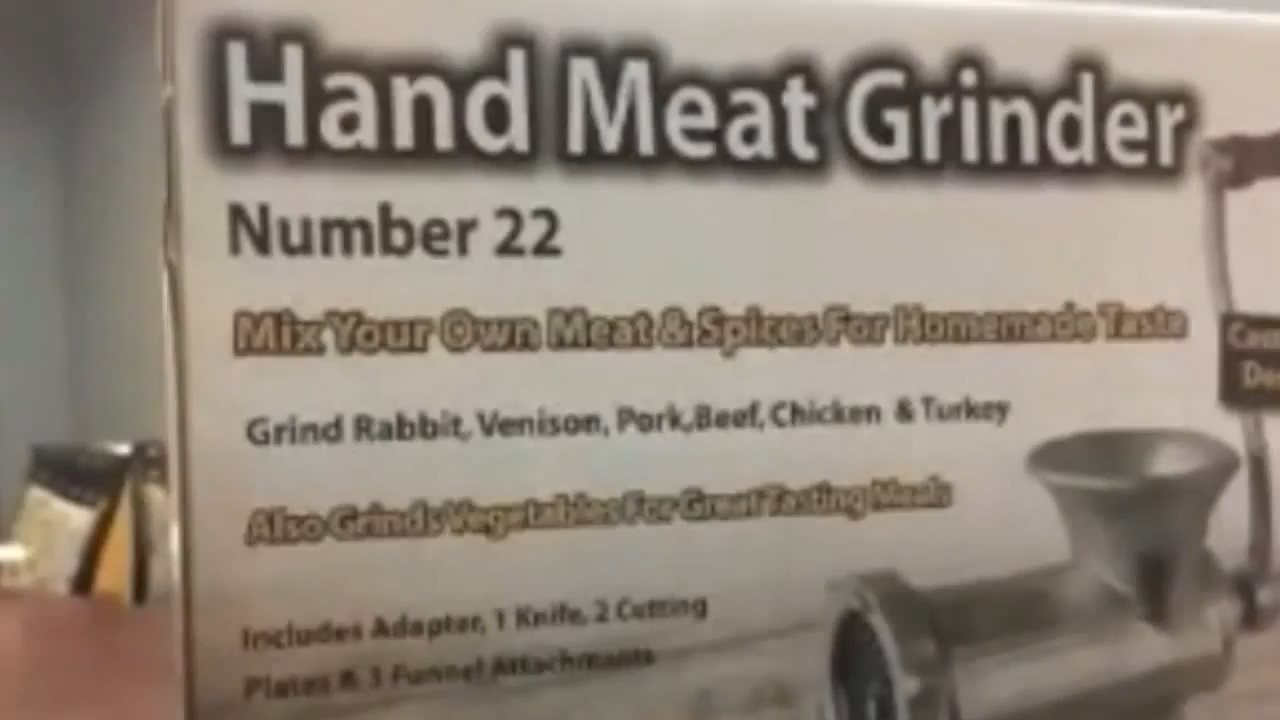 Hand Meat Grinder
Number 22
Mix Your Own Meat & Spices For Homemade Taste
Grind Rabbit, Venison, Pork,Beef, Chicken & Turkey
Also Grinds Vegetables For Great Tasting Meals
Includes Adapter, 1 Knife, 2 Cutting
Plates & 3 Funnel Attachments